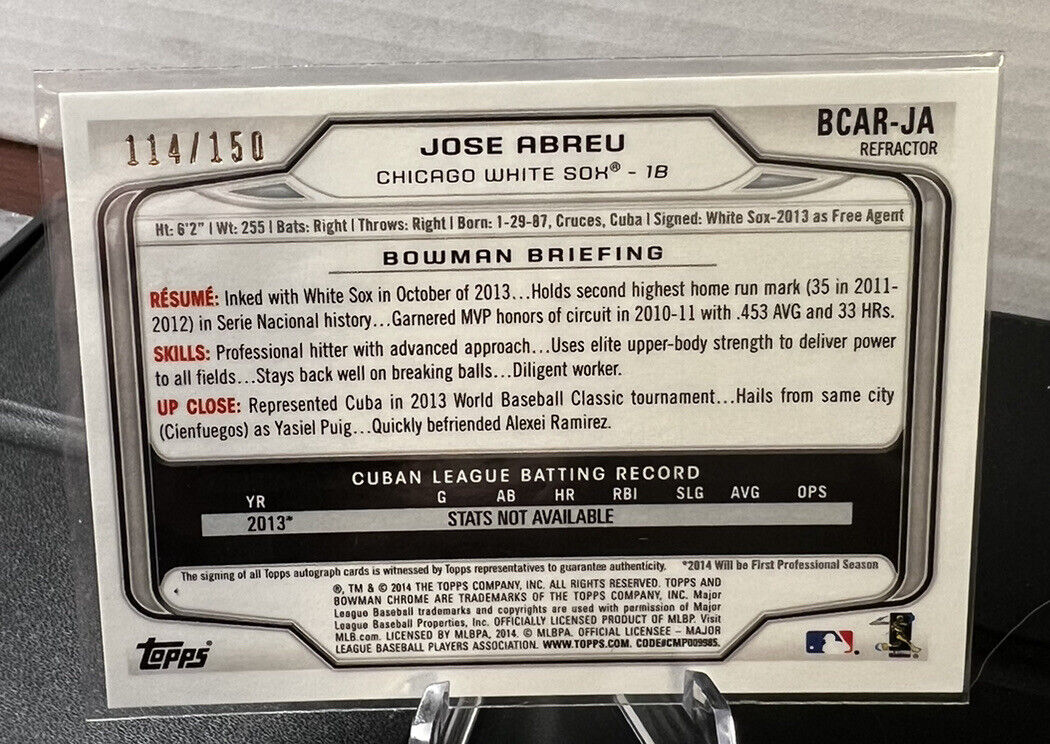 114/150
JOSE ABREU
CHICAGO WHITE SOX® - 1B
BCAR-JA
REFRACTOR
Ht: 6'2" | Wt: 255 | Bats: Right | Throws: Right | Born: 1-29-87, Cruces, Cuba | Signed: White Sox-2013 as Free Agent
BOWMAN BRIEFING
RÉSUMÉ: Inked with White Sox in October of 2013...Holds second highest home run mark (35 in 2011-
2012) in Serie Nacional history...Garnered MVP honors of circuit in 2010-11 with .453 AVG and 33 HRs.
SKILLS: Professional hitter with advanced approach...Uses elite upper-body strength to deliver power
to all fields...Stays back well on breaking balls...Diligent worker.
UP CLOSE: Represented Cuba in 2013 World Baseball Classic tournament...Hails from same city
(Cienfuegos) as Yasiel Puig...Quickly befriended Alexei Ramirez.
CUBAN LEAGUE BATTING RECORD
YR G AB HR RBI SLG AVG OPS
2013* STATS NOT AVAILABLE
The signing of all Topps autograph cards is witnessed by Topps representatives to guarantee authenticity. *2014 Will be First Professional Season
®, TM & © 2014 THE TOPPS COMPANY, INC. ALL RIGHTS RESERVED. TOPPS AND
BOWMAN CHROME ARE TRADEMARKS OF THE TOPPS COMPANY, INC. Major
League Baseball trademarks and copyrights are used with permission of Major
League Baseball Properties, Inc. OFFICIALLY LICENSED PRODUCT OF MLBP. Visit
MLB.com. LICENSED BY MLBPA, 2014. © MLBPA. OFFICIAL LICENSEE – MAJOR
LEAGUE BASEBALL PLAYERS ASSOCIATION. WWW.TOPPS.COM. CODE#CMP009985.
topps